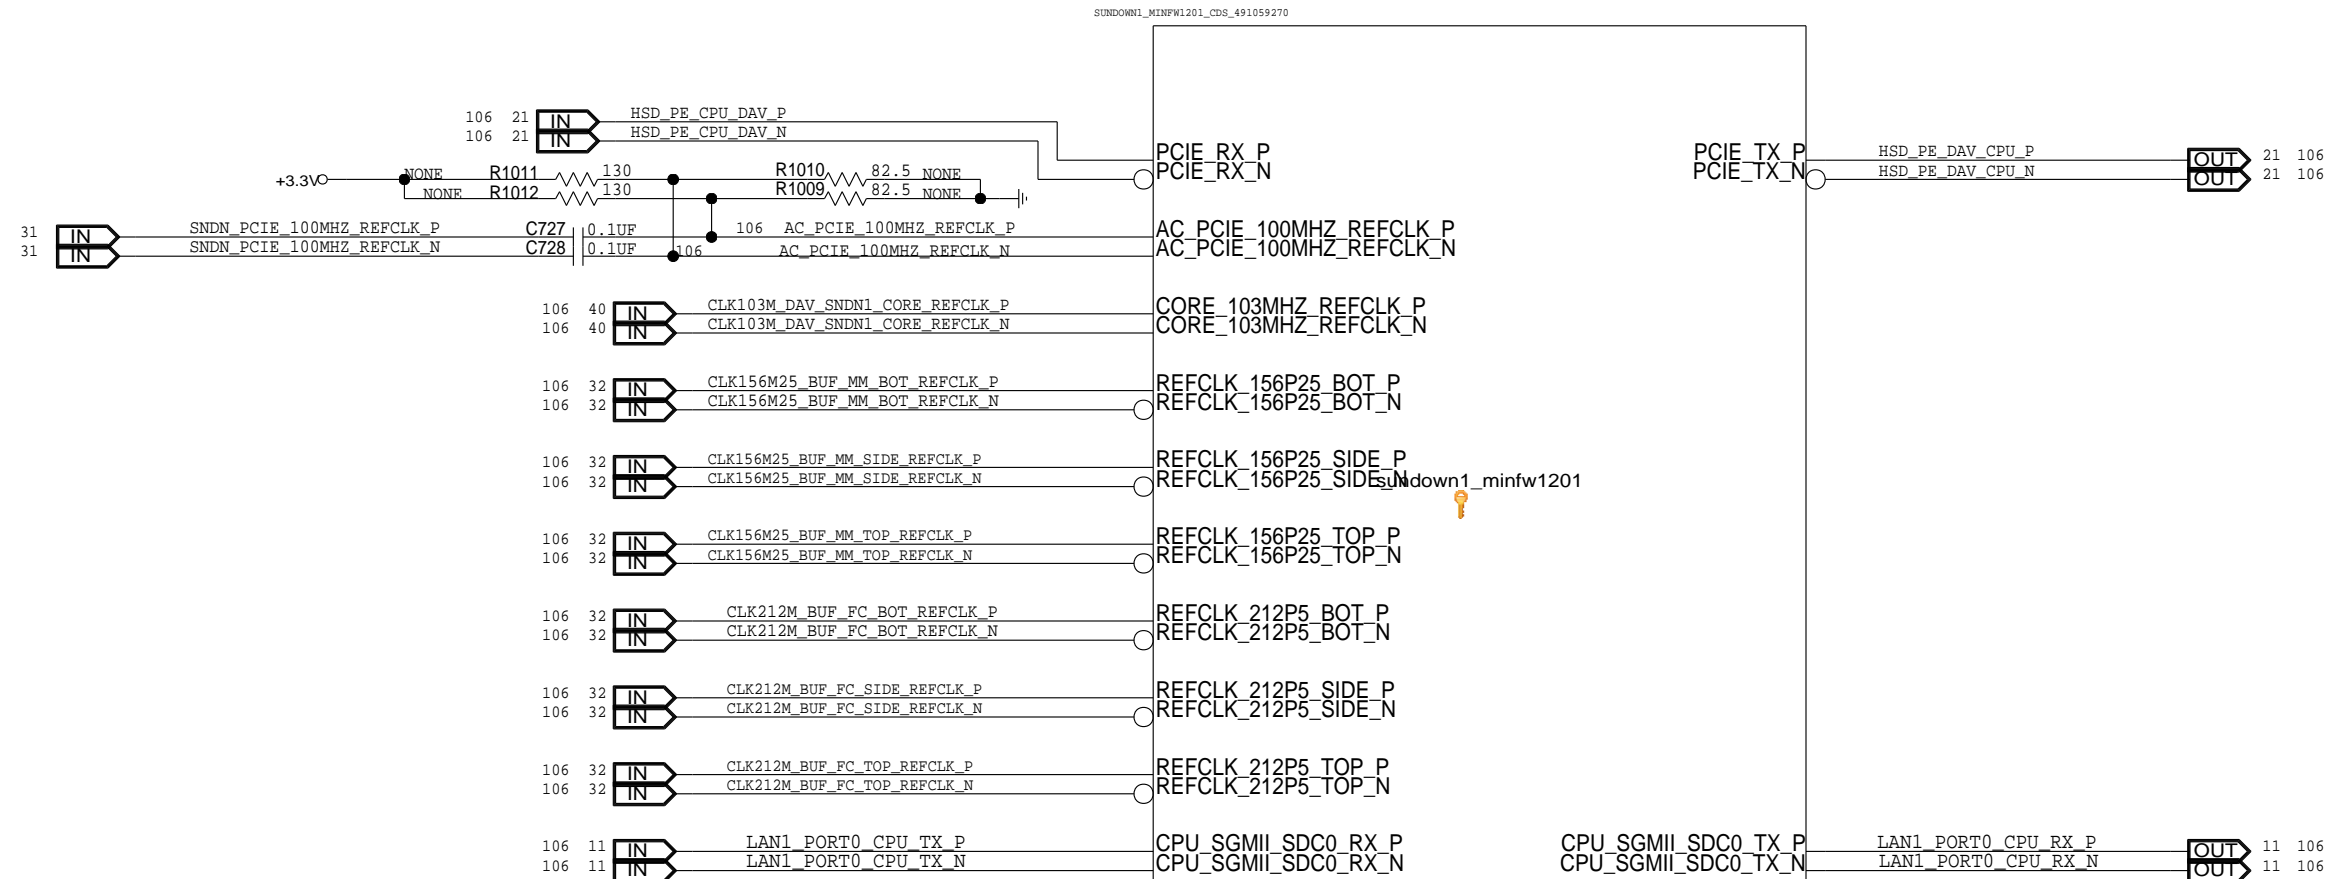 SUNDOWN1_MINFW1201_CDS_491059270
106 21 IN HSD_PE_CPU_DAV_P
106 21 IN HSD_PE_CPU_DAV_N
PCIE_RX_P PCIE_TX_P HSD_PE_DAV_CPU_P OUT 21 106
PCIE_RX_N PCIE_TX_N HSD_PE_DAV_CPU_N OUT 21 106
+3.3V NONE R1011 130 R1010 82.5 NONE
NONE R1012 130 R1009 82.5 NONE
31 IN SNDN_PCIE_100MHZ_REFCLK_P C727 0.1UF 106 AC_PCIE_100MHZ_REFCLK_P AC_PCIE_100MHZ_REFCLK_P
31 IN SNDN_PCIE_100MHZ_REFCLK_N C728 0.1UF 106 AC_PCIE_100MHZ_REFCLK_N AC_PCIE_100MHZ_REFCLK_N
106 40 IN CLK103M_DAV_SNDN1_CORE_REFCLK_P CORE_103MHZ_REFCLK_P
106 40 IN CLK103M_DAV_SNDN1_CORE_REFCLK_N CORE_103MHZ_REFCLK_N
106 32 IN CLK156M25_BUF_MM_BOT_REFCLK_P REFCLK_156P25_BOT_P
106 32 IN CLK156M25_BUF_MM_BOT_REFCLK_N REFCLK_156P25_BOT_N
106 32 IN CLK156M25_BUF_MM_SIDE_REFCLK_P REFCLK_156P25_SIDE_P
106 32 IN CLK156M25_BUF_MM_SIDE_REFCLK_N REFCLK_156P25_SIDE_N sundown1_minfw1201
106 32 IN CLK156M25_BUF_MM_TOP_REFCLK_P REFCLK_156P25_TOP_P
106 32 IN CLK156M25_BUF_MM_TOP_REFCLK_N REFCLK_156P25_TOP_N
106 32 IN CLK212M_BUF_FC_BOT_REFCLK_P REFCLK_212P5_BOT_P
106 32 IN CLK212M_BUF_FC_BOT_REFCLK_N REFCLK_212P5_BOT_N
106 32 IN CLK212M_BUF_FC_SIDE_REFCLK_P REFCLK_212P5_SIDE_P
106 32 IN CLK212M_BUF_FC_SIDE_REFCLK_N REFCLK_212P5_SIDE_N
106 32 IN CLK212M_BUF_FC_TOP_REFCLK_P REFCLK_212P5_TOP_P
106 32 IN CLK212M_BUF_FC_TOP_REFCLK_N REFCLK_212P5_TOP_N
106 11 IN LAN1_PORT0_CPU_TX_P CPU_SGMII_SDC0_RX_P CPU_SGMII_SDC0_TX_P LAN1_PORT0_CPU_RX_P OUT 11 106
106 11 IN LAN1_PORT0_CPU_TX_N CPU_SGMII_SDC0_RX_N CPU_SGMII_SDC0_TX_N LAN1_PORT0_CPU_RX_N OUT 11 106